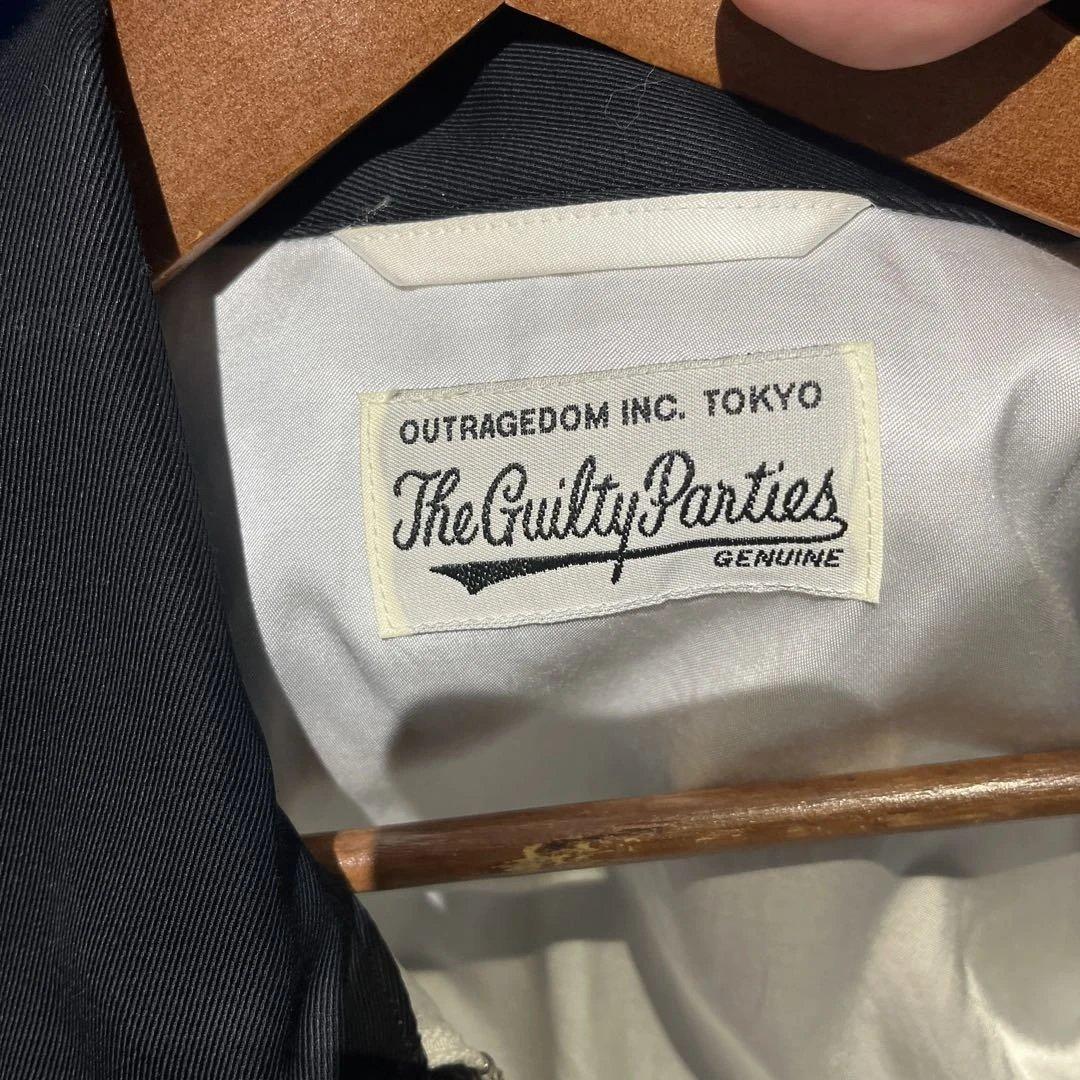 OUTRAGEDOM INC. TOKYO
The Guilty Parties
GENUINE